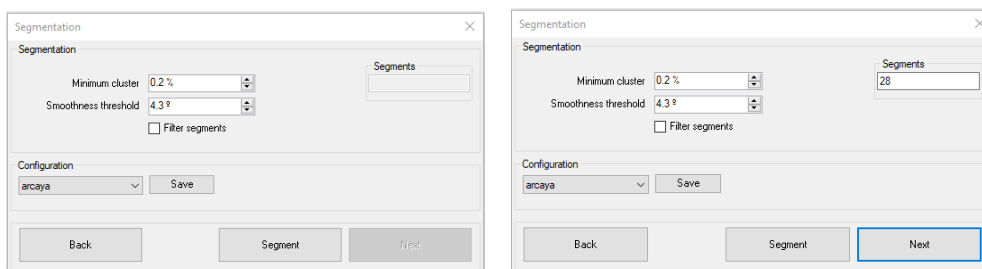 Segmentation
Segmentation
Segments
Minimum cluster 0.2 %
Smoothness threshold 4.3 º
Filter segments
Configuration
arcaya Save
Back Segment Next
Segmentation
Segmentation
Segments
Minimum cluster 0.2 % 28
Smoothness threshold 4.3 º
Filter segments
Configuration
arcaya Save
Back Segment Next